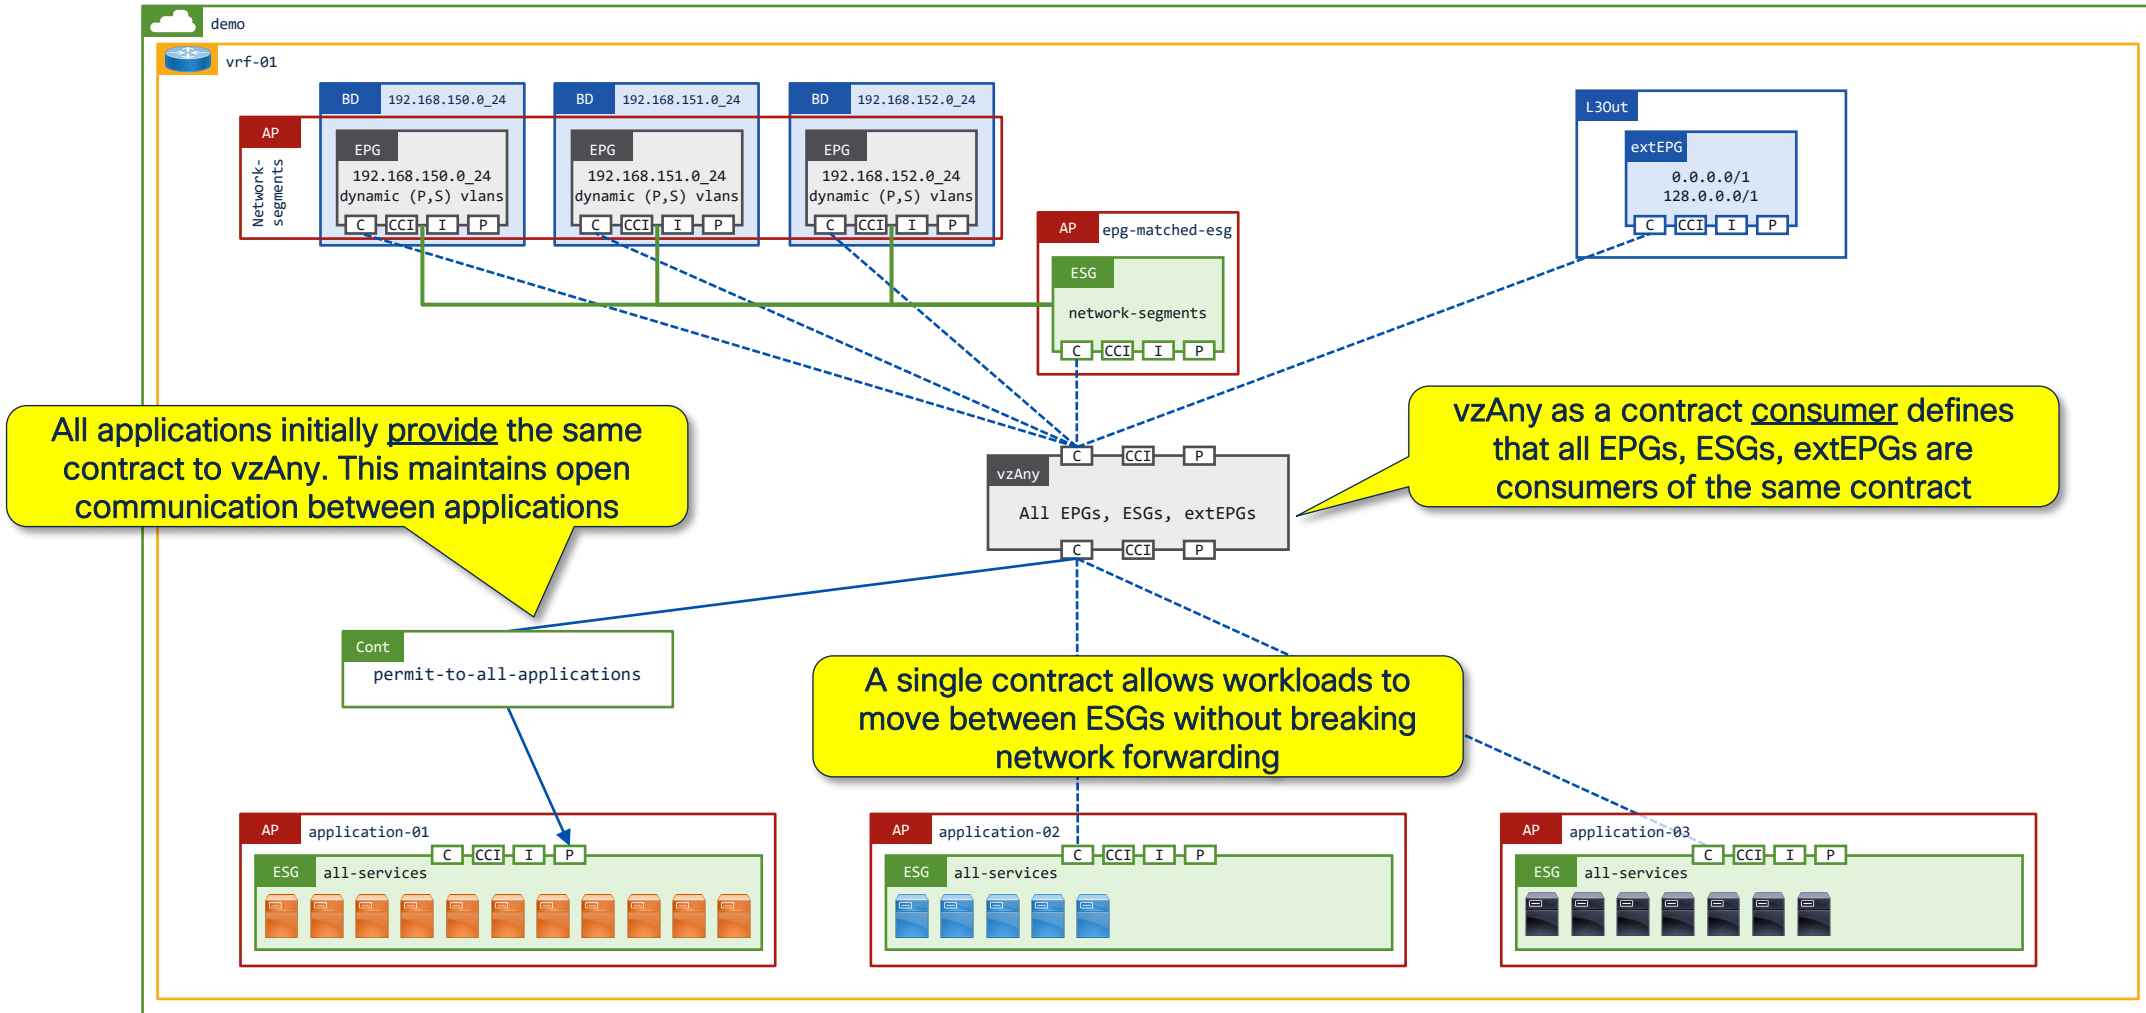 demo
vrf-01
BD 192.168.150.0_24
BD 192.168.151.0_24
BD 192.168.152.0_24
AP
Network-
segments
EPG
192.168.150.0_24
dynamic (P,S) vlans
C CCI I P
EPG
192.168.151.0_24
dynamic (P,S) vlans
C CCI I P
EPG
192.168.152.0_24
dynamic (P,S) vlans
C CCI I P
L3Out
extEPG
0.0.0.0/1
128.0.0.0/1
C CCI I P
AP epg-matched-esg
ESG
network-segments
C CCI I P
All applications initially provide the same
contract to vzAny. This maintains open
communication between applications
vzAny as a contract consumer defines
that all EPGs, ESGs, extEPGs are
consumers of the same contract
C CCI P
vzAny
All EPGs, ESGs, extEPGs
C CCI P
Cont
permit-to-all-applications
A single contract allows workloads to
move between ESGs without breaking
network forwarding
AP application-01
C CCI I P
ESG all-services
AP application-02
C CCI I P
ESG all-services
AP application-03
C CCI I P
ESG all-services